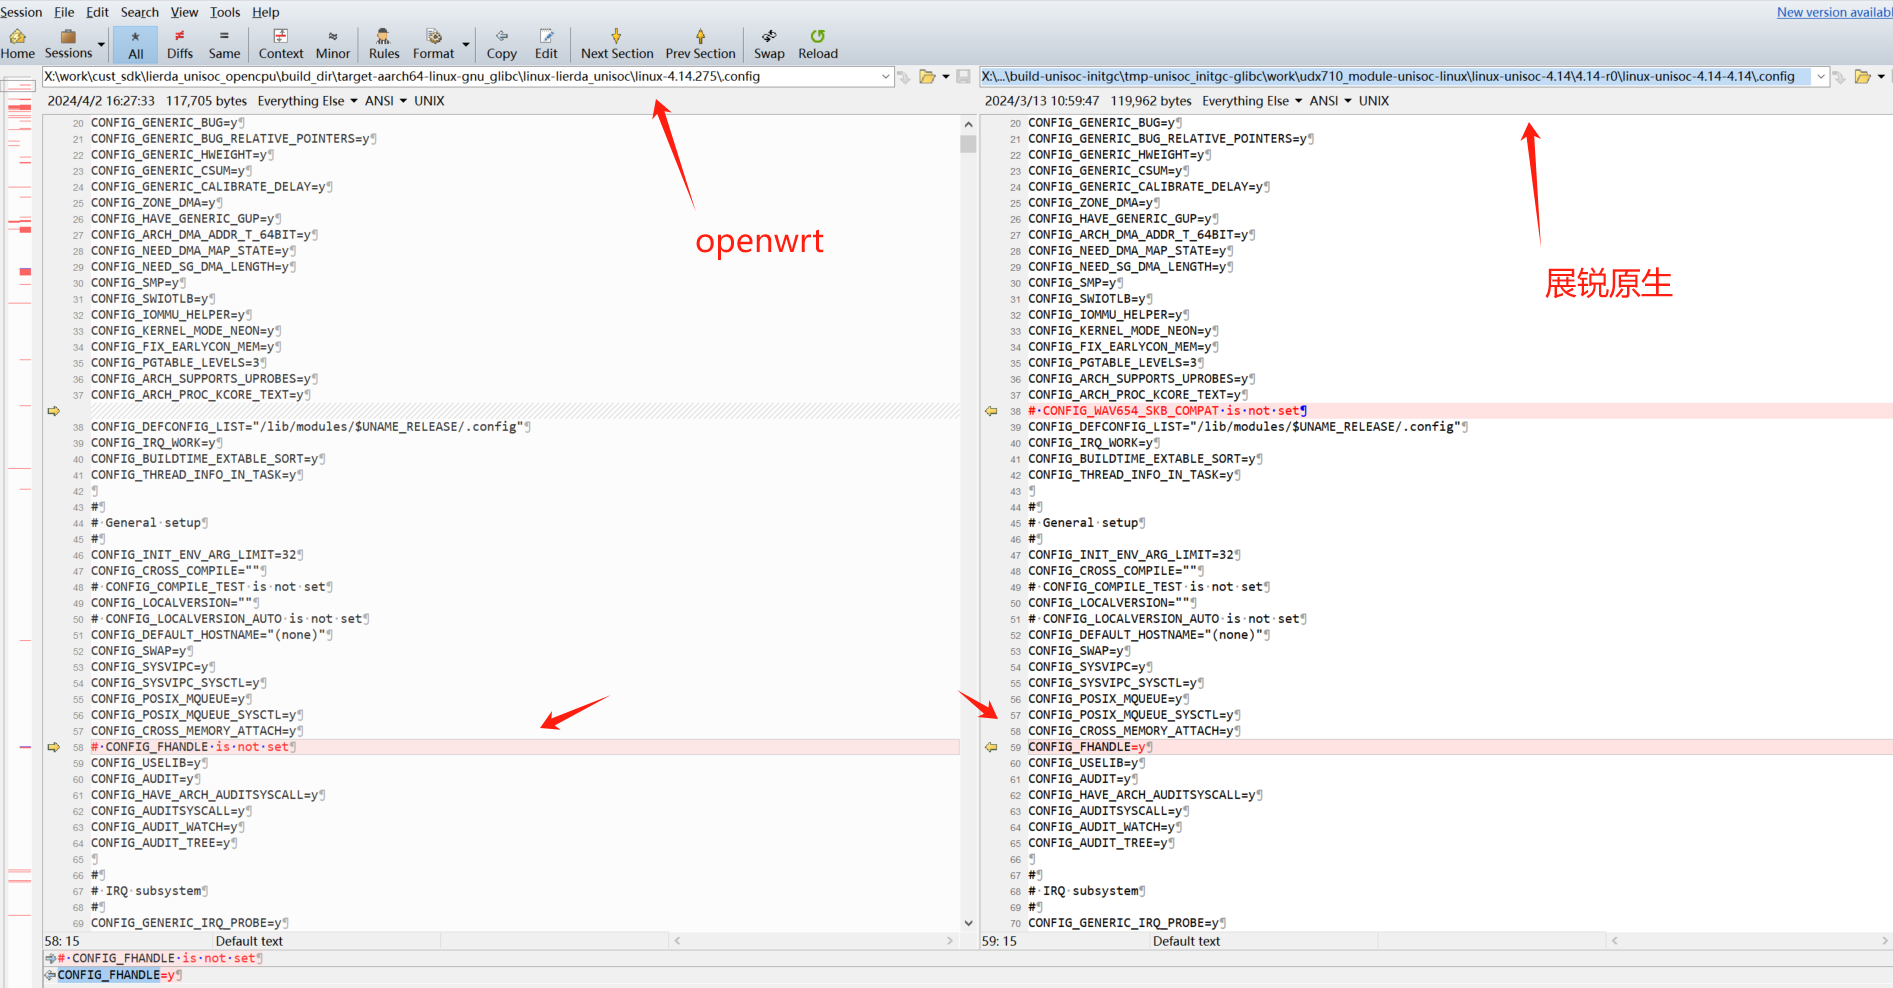 Session File Edit Search View Tools Help New version availabl
Home Sessions All Diffs Same Context Minor Rules Format Copy Edit Next Section Prev Section Swap Reload
X:\work\cust_sdk\lierda_unisoc_opencpu\build_dir\target-aarch64-linux-gnu_glibc\linux-lierda_unisoc\linux-4.14.275\.config
2024/4/2 16:27:33 117,705 bytes Everything Else ANSI UNIX
20 CONFIG_GENERIC_BUG=y¶
21 CONFIG_GENERIC_BUG_RELATIVE_POINTERS=y¶
22 CONFIG_GENERIC_HWEIGHT=y¶
23 CONFIG_GENERIC_CSUM=y¶
24 CONFIG_GENERIC_CALIBRATE_DELAY=y¶
25 CONFIG_ZONE_DMA=y¶
26 CONFIG_HAVE_GENERIC_GUP=y¶
27 CONFIG_ARCH_DMA_ADDR_T_64BIT=y¶
28 CONFIG_NEED_DMA_MAP_STATE=y¶
29 CONFIG_NEED_SG_DMA_LENGTH=y¶
30 CONFIG_SMP=y¶
31 CONFIG_SWIOTLB=y¶
32 CONFIG_IOMMU_HELPER=y¶
33 CONFIG_KERNEL_MODE_NEON=y¶
34 CONFIG_FIX_EARLYCON_MEM=y¶
35 CONFIG_PGTABLE_LEVELS=3¶
36 CONFIG_ARCH_SUPPORTS_UPROBES=y¶
37 CONFIG_ARCH_PROC_KCORE_TEXT=y¶
38 CONFIG_DEFCONFIG_LIST="/lib/modules/$UNAME_RELEASE/.config"¶
39 CONFIG_IRQ_WORK=y¶
40 CONFIG_BUILDTIME_EXTABLE_SORT=y¶
41 CONFIG_THREAD_INFO_IN_TASK=y¶
42 ¶
43 #¶
44 #·General·setup¶
45 #¶
46 CONFIG_INIT_ENV_ARG_LIMIT=32¶
47 CONFIG_CROSS_COMPILE=""¶
48 #·CONFIG_COMPILE_TEST·is·not·set¶
49 CONFIG_LOCALVERSION=""¶
50 #·CONFIG_LOCALVERSION_AUTO·is·not·set¶
51 CONFIG_DEFAULT_HOSTNAME="(none)"¶
52 CONFIG_SWAP=y¶
53 CONFIG_SYSVIPC=y¶
54 CONFIG_SYSVIPC_SYSCTL=y¶
55 CONFIG_POSIX_MQUEUE=y¶
56 CONFIG_POSIX_MQUEUE_SYSCTL=y¶
57 CONFIG_CROSS_MEMORY_ATTACH=y¶
58 #·CONFIG_FHANDLE·is·not·set¶
59 CONFIG_USELIB=y¶
60 CONFIG_AUDIT=y¶
61 CONFIG_HAVE_ARCH_AUDITSYSCALL=y¶
62 CONFIG_AUDITSYSCALL=y¶
63 CONFIG_AUDIT_WATCH=y¶
64 CONFIG_AUDIT_TREE=y¶
65 ¶
66 #¶
67 #·IRQ·subsystem¶
68 #¶
69 CONFIG_GENERIC_IRQ_PROBE=y¶
58: 15 Default text
openwrt
X:\...\build-unisoc-initgc\tmp-unisoc_initgc-glibc\work\udx710_module-unisoc-linux\linux-unisoc-4.14\4.14-r0\linux-unisoc-4.14-4.14\.config
2024/3/13 10:59:47 119,962 bytes Everything Else ANSI UNIX
20 CONFIG_GENERIC_BUG=y¶
21 CONFIG_GENERIC_BUG_RELATIVE_POINTERS=y¶
22 CONFIG_GENERIC_HWEIGHT=y¶
23 CONFIG_GENERIC_CSUM=y¶
24 CONFIG_GENERIC_CALIBRATE_DELAY=y¶
25 CONFIG_ZONE_DMA=y¶
26 CONFIG_HAVE_GENERIC_GUP=y¶
27 CONFIG_ARCH_DMA_ADDR_T_64BIT=y¶
28 CONFIG_NEED_DMA_MAP_STATE=y¶
29 CONFIG_NEED_SG_DMA_LENGTH=y¶
30 CONFIG_SMP=y¶
31 CONFIG_SWIOTLB=y¶
32 CONFIG_IOMMU_HELPER=y¶
33 CONFIG_KERNEL_MODE_NEON=y¶
34 CONFIG_FIX_EARLYCON_MEM=y¶
35 CONFIG_PGTABLE_LEVELS=3¶
36 CONFIG_ARCH_SUPPORTS_UPROBES=y¶
37 CONFIG_ARCH_PROC_KCORE_TEXT=y¶
38 #·CONFIG_WAV654_SKB_COMPAT·is·not·set¶
39 CONFIG_DEFCONFIG_LIST="/lib/modules/$UNAME_RELEASE/.config"¶
40 CONFIG_IRQ_WORK=y¶
41 CONFIG_BUILDTIME_EXTABLE_SORT=y¶
42 CONFIG_THREAD_INFO_IN_TASK=y¶
43 ¶
44 #¶
45 #·General·setup¶
46 #¶
47 CONFIG_INIT_ENV_ARG_LIMIT=32¶
48 CONFIG_CROSS_COMPILE=""¶
49 #·CONFIG_COMPILE_TEST·is·not·set¶
50 CONFIG_LOCALVERSION=""¶
51 #·CONFIG_LOCALVERSION_AUTO·is·not·set¶
52 CONFIG_DEFAULT_HOSTNAME="(none)"¶
53 CONFIG_SWAP=y¶
54 CONFIG_SYSVIPC=y¶
55 CONFIG_SYSVIPC_SYSCTL=y¶
56 CONFIG_POSIX_MQUEUE=y¶
57 CONFIG_POSIX_MQUEUE_SYSCTL=y¶
58 CONFIG_CROSS_MEMORY_ATTACH=y¶
59 CONFIG_FHANDLE=y¶
60 CONFIG_USELIB=y¶
61 CONFIG_AUDIT=y¶
62 CONFIG_HAVE_ARCH_AUDITSYSCALL=y¶
63 CONFIG_AUDITSYSCALL=y¶
64 CONFIG_AUDIT_WATCH=y¶
65 CONFIG_AUDIT_TREE=y¶
66 ¶
67 #¶
68 #·IRQ·subsystem¶
69 #¶
70 CONFIG_GENERIC_IRQ_PROBE=y¶
59: 15 Default text
展锐原生
#·CONFIG_FHANDLE·is·not·set¶
CONFIG_FHANDLE=y¶